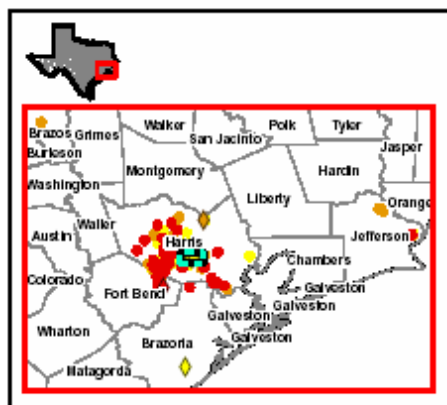 Walker
Polk
Tyler
Brazos
Grimes
San Jacinto
Jasper
Burleson
Hardin
Montgomery
Washington
Liberty
Orange
Waller
Austin
Harris
Jefferson
Chambers
Colorado
Fort Bend
Galveston
Galveston
Galveston
Wharton
Galveston
Brazoria
Matagorda